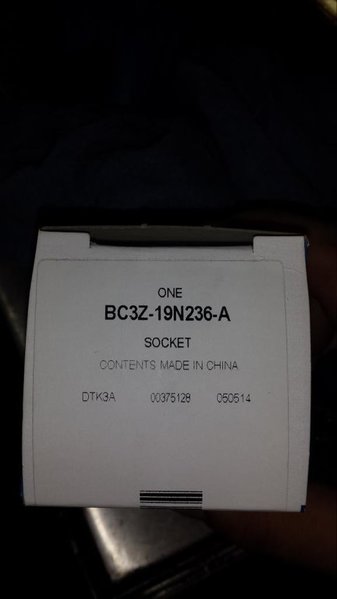 ONE
BC3Z-19N236-A
SOCKET
CONTENTS MADE IN CHINA
DTK3A 00375128 050514